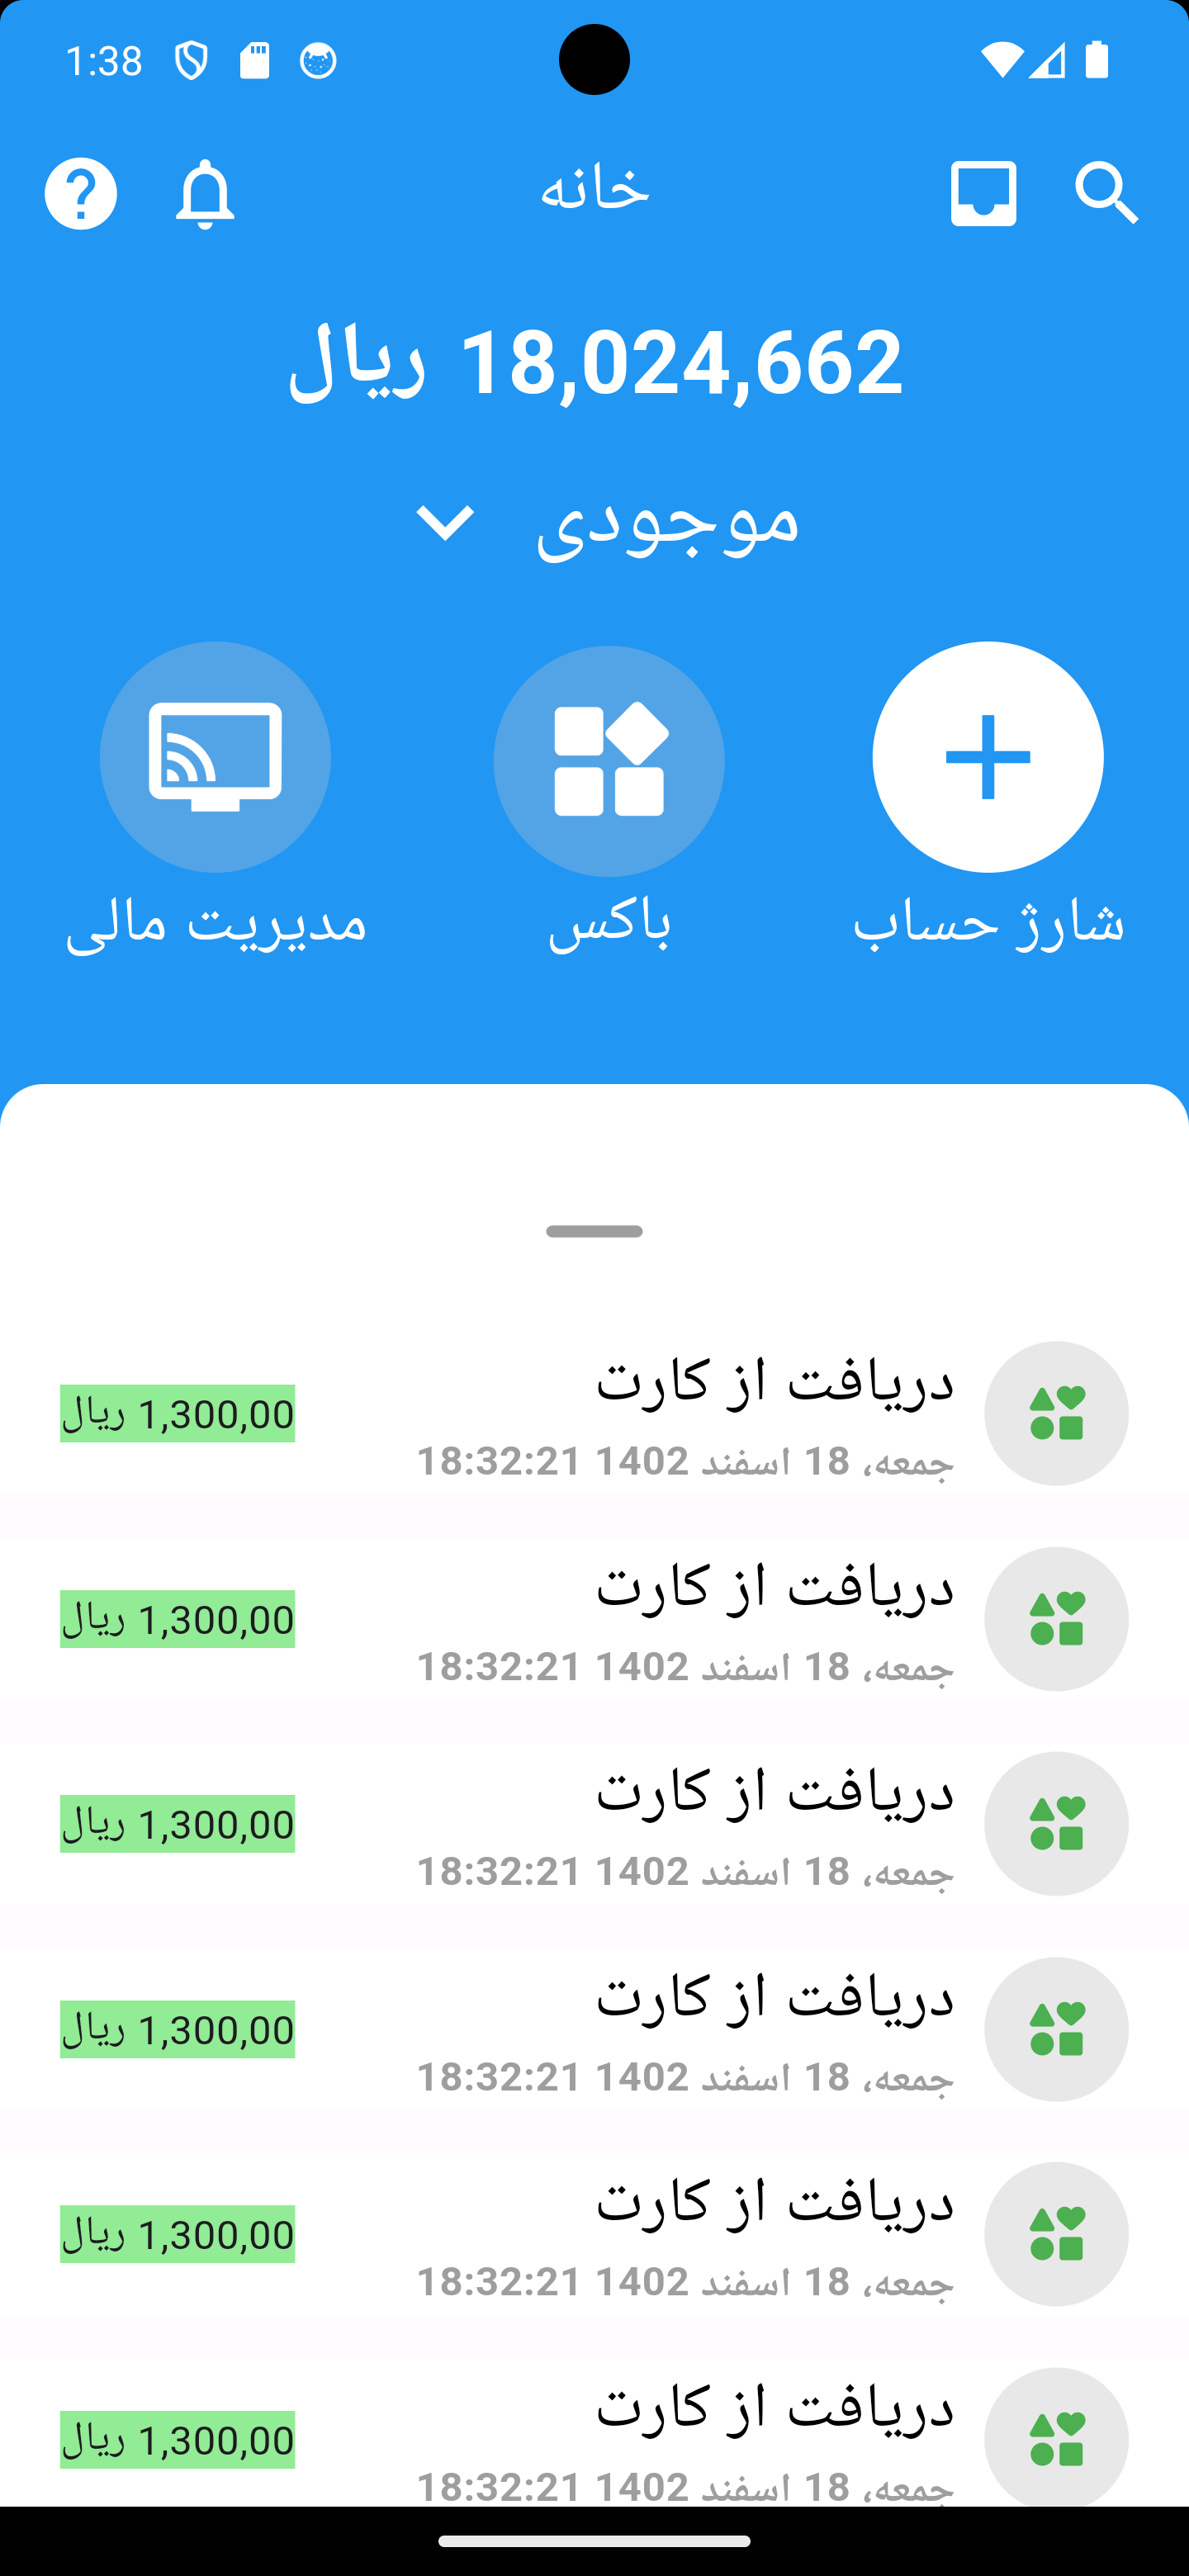 1:38
خانه
18,024,662 ریال
موجودی
شارژ حساب
باکس
مدیریت مالی
دریافت از کارت
1,300,00 ریال
جمعه، 18 اسفند 1402 18:32:21
دریافت از کارت
1,300,00 ریال
جمعه، 18 اسفند 1402 18:32:21
دریافت از کارت
1,300,00 ریال
جمعه، 18 اسفند 1402 18:32:21
دریافت از کارت
1,300,00 ریال
جمعه، 18 اسفند 1402 18:32:21
دریافت از کارت
1,300,00 ریال
جمعه، 18 اسفند 1402 18:32:21
دریافت از کارت
1,300,00 ریال
جمعه، 18 اسفند 1402 18:32:21